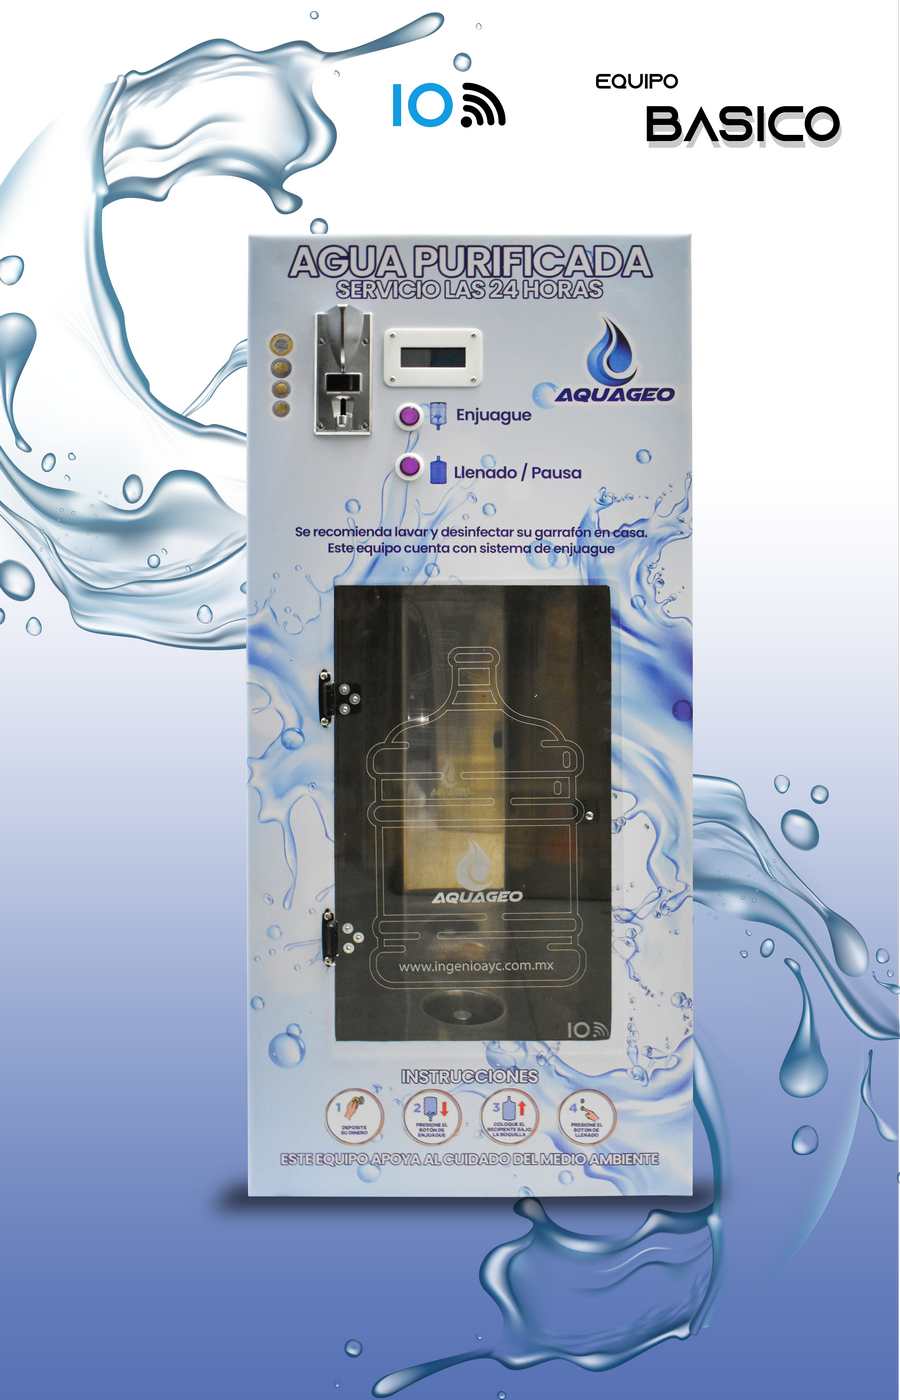 IO
EQUIPO
BASICO
AGUA PURIFICADA
SERVICIO LAS 24 HORAS
AQUAGEO
Enjuague
Llenado / Pausa
Se recomienda lavar y desinfectar su garrafón en casa.
Este equipo cuenta con sistema de enjuague
AQUAGEO
www.ingenioayc.com.mx
IO
INSTRUCCIONES
1
DEPOSITE
SU DINERO
2
PRESIONE EL
BOTÓN DE
ENJUAGUE
3
COLOQUE EL
RECIPIENTE BAJO
LA BOQUILLA
4
PRESIONE EL
BOTON DE
LLENADO
ESTE EQUIPO APOYA AL CUIDADO DEL MEDIO AMBIENTE